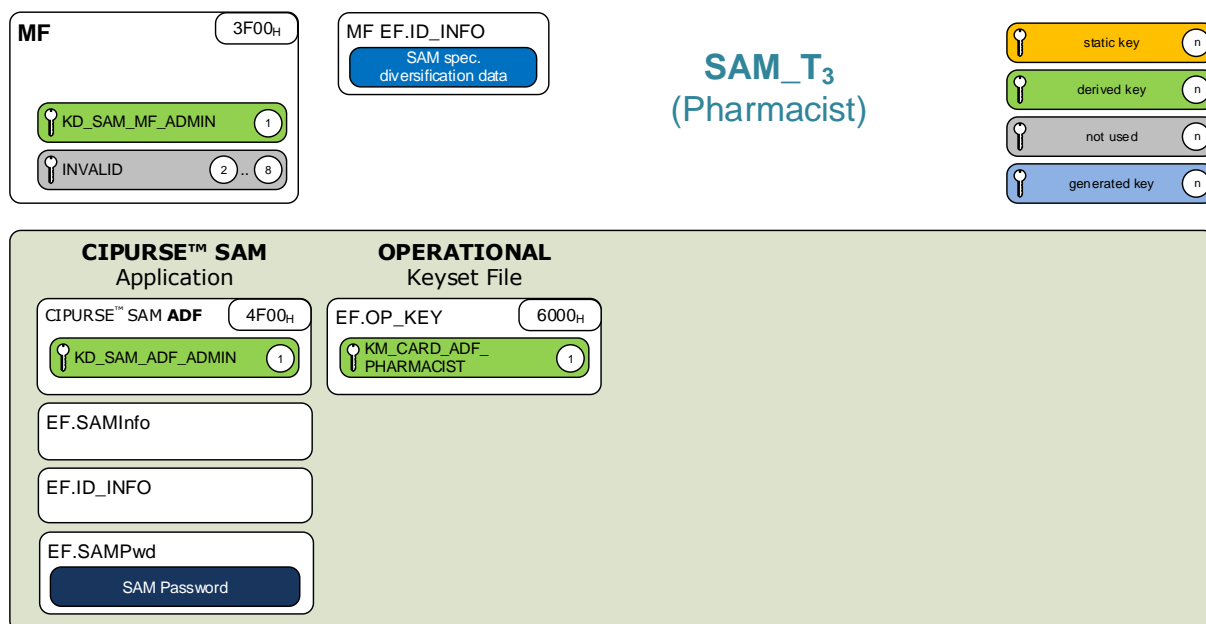 MF
3F00H
KD_SAM_MF_ADMIN 1
INVALID 2 .. 8
MF EF.ID_INFO
SAM spec.
diversification data
SAM_T3
(Pharmacist)
static key n
derived key n
not used n
generated key n
CIPURSE™ SAM
Application
OPERATIONAL
Keyset File
CIPURSE™ SAM ADF 4F00H
KD_SAM_ADF_ADMIN 1
EF.SAMInfo
EF.ID_INFO
EF.SAMPwd
SAM Password
EF.OP_KEY 6000H
KM_CARD_ADF_
PHARMACIST 1